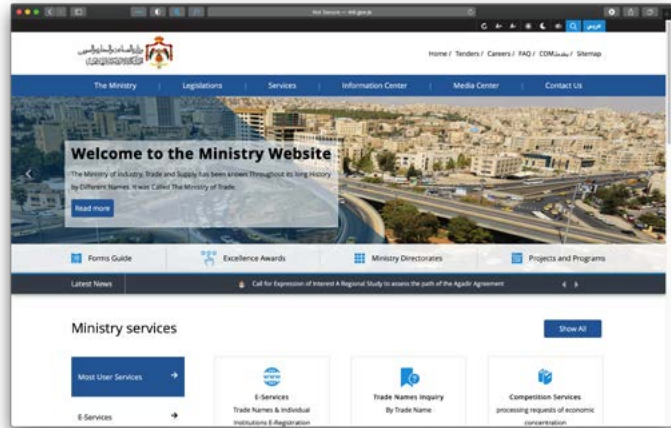 Not Secure — mit.gov.jo
A+ A-
عربي
Home / Tenders / Careers / FAQ / بخدمتكم / Sitemap
The Ministry | Legislations | Services | Information Center | Media Center | Contact Us
Welcome to the Ministry Website
The Ministry of Industry, Trade and Supply has been known Throughout its long History
by Different Names. It was Called The Ministry of Trade.
Read more
Forms Guide
Excellence Awards
Ministry Directorates
Projects and Programs
Latest News
Call for Expression of Interest A Regional Study to assess the path of the Agadir Agreement
Ministry services
Show All
Most User Services
E-Services
E-Services
Trade Names & Individual
Institutions E-Registration
Trade Names Inquiry
By Trade Name
Competition Services
processing requests of economic
concentration